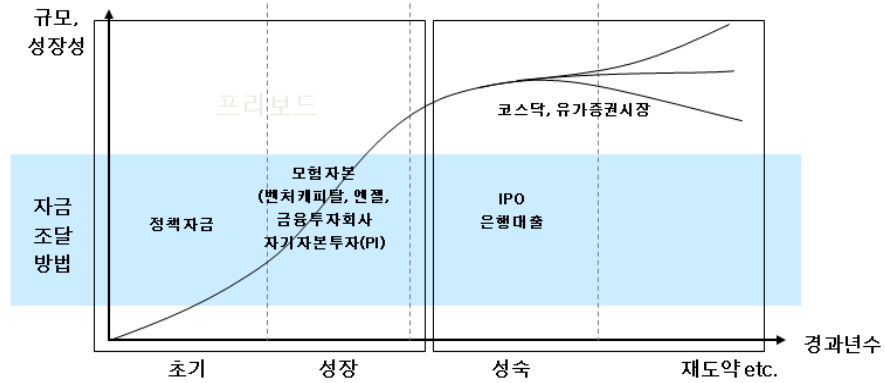 규모,
성장성
프리보드
코스닥, 유가증권시장
자금
조달
방법
정책자금
모험자본
(벤처캐피탈, 엔젤,
금융투자회사
자기자본투자(PI)
IPO
은행대출
경과년수
초기
성장
성숙
재도약 etc.